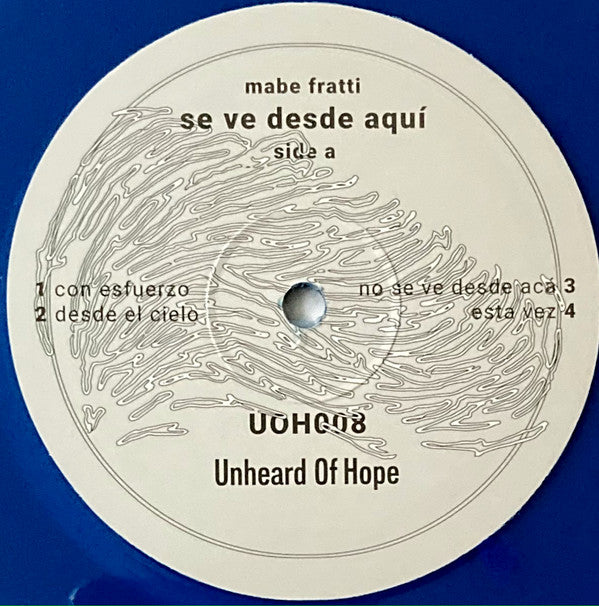 mabe fratti
se ve desde aquí
side a
1 con esfuerzo
2 desde el cielo
no se ve desde acá 3
esta vez 4
UOH008
Unheard Of Hope